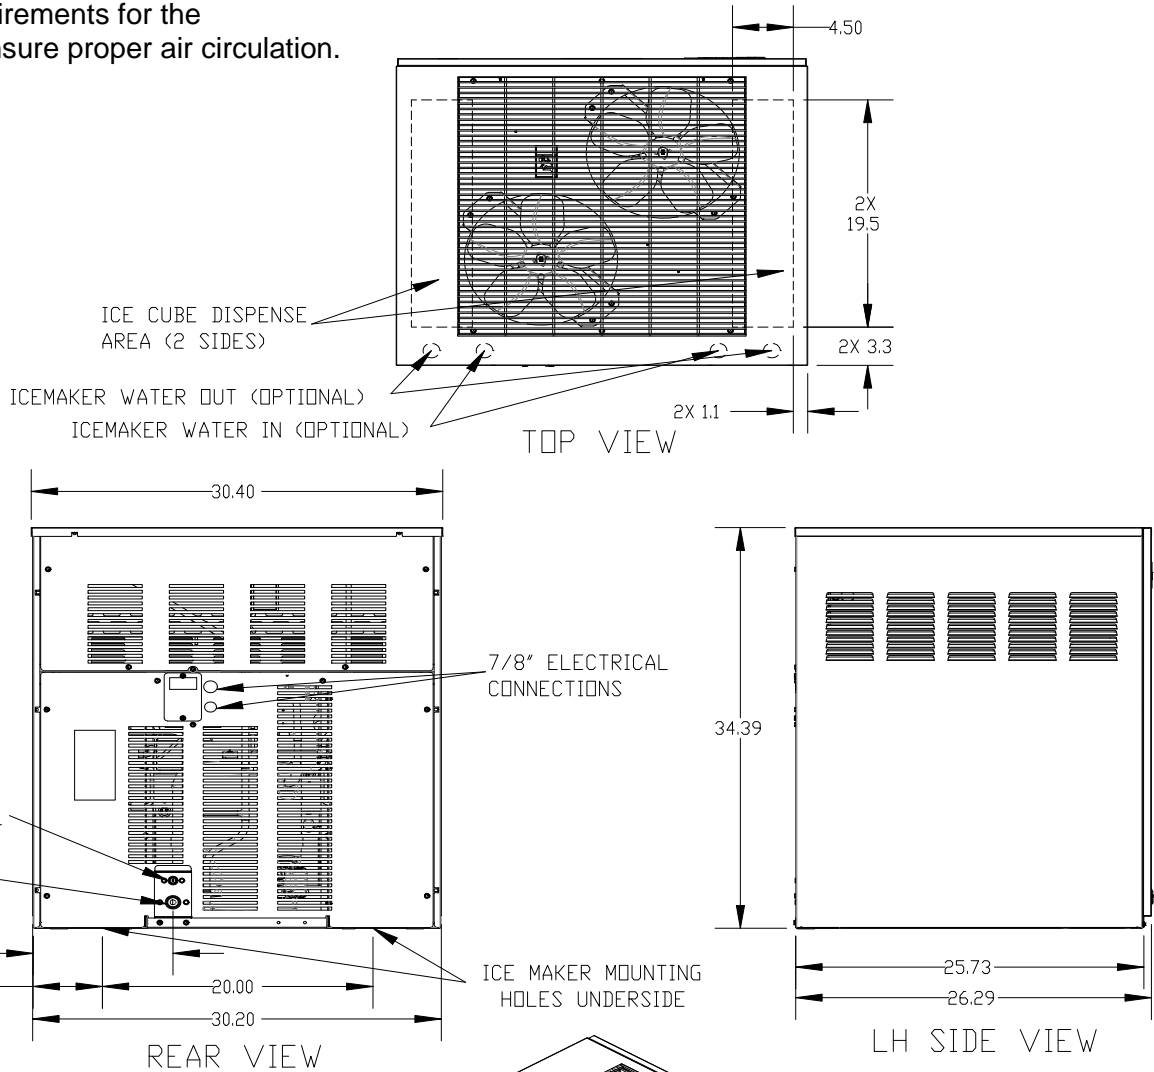 irements for the
nsure proper air circulation.
4.50
2X
19.5
ICE CUBE DISPENSE
AREA (2 SIDES)
2X 3.3
ICEMAKER WATER OUT (OPTIONAL)
2X 1.1
ICEMAKER WATER IN (OPTIONAL)
TOP VIEW
30.40
7/8" ELECTRICAL
CONNECTIONS
34.39
ICE MAKER MOUNTING
HOLES UNDERSIDE
20.00
30.20
REAR VIEW
25.73
26.29
LH SIDE VIEW